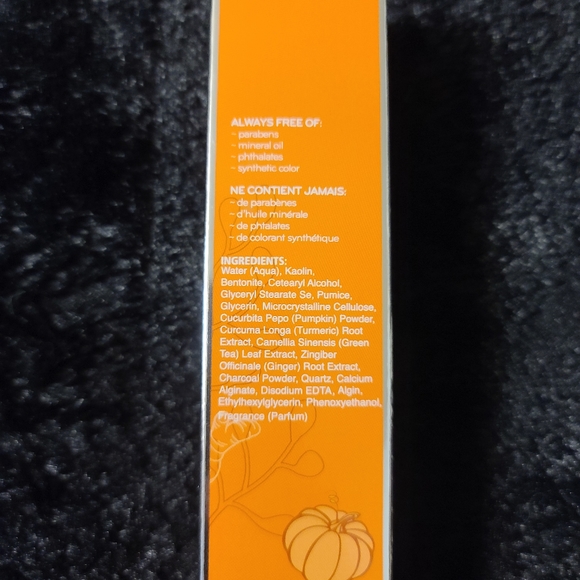 ALWAYS FREE OF:
~ parabens
~ mineral oil
~ phthalates
~ synthetic color
NE CONTIENT JAMAIS:
~ de parabènes
~ d'huile minérale
~ de phtalates
~ de colorant synthétique
INGREDIENTS:
Water (Aqua), Kaolin,
Bentonite, Cetearyl Alcohol,
Glyceryl Stearate Se, Pumice,
Glycerin, Microcrystalline Cellulose,
Cucurbita Pepo (Pumpkin) Powder,
Curcuma Longa (Turmeric) Root
Extract, Camellia Sinensis (Green
Tea) Leaf Extract, Zingiber
Officinale (Ginger) Root Extract,
Charcoal Powder, Quartz, Calcium
Alginate, Disodium EDTA, Algin,
Ethylhexylglycerin, Phenoxyethanol,
Fragrance (Parfum)